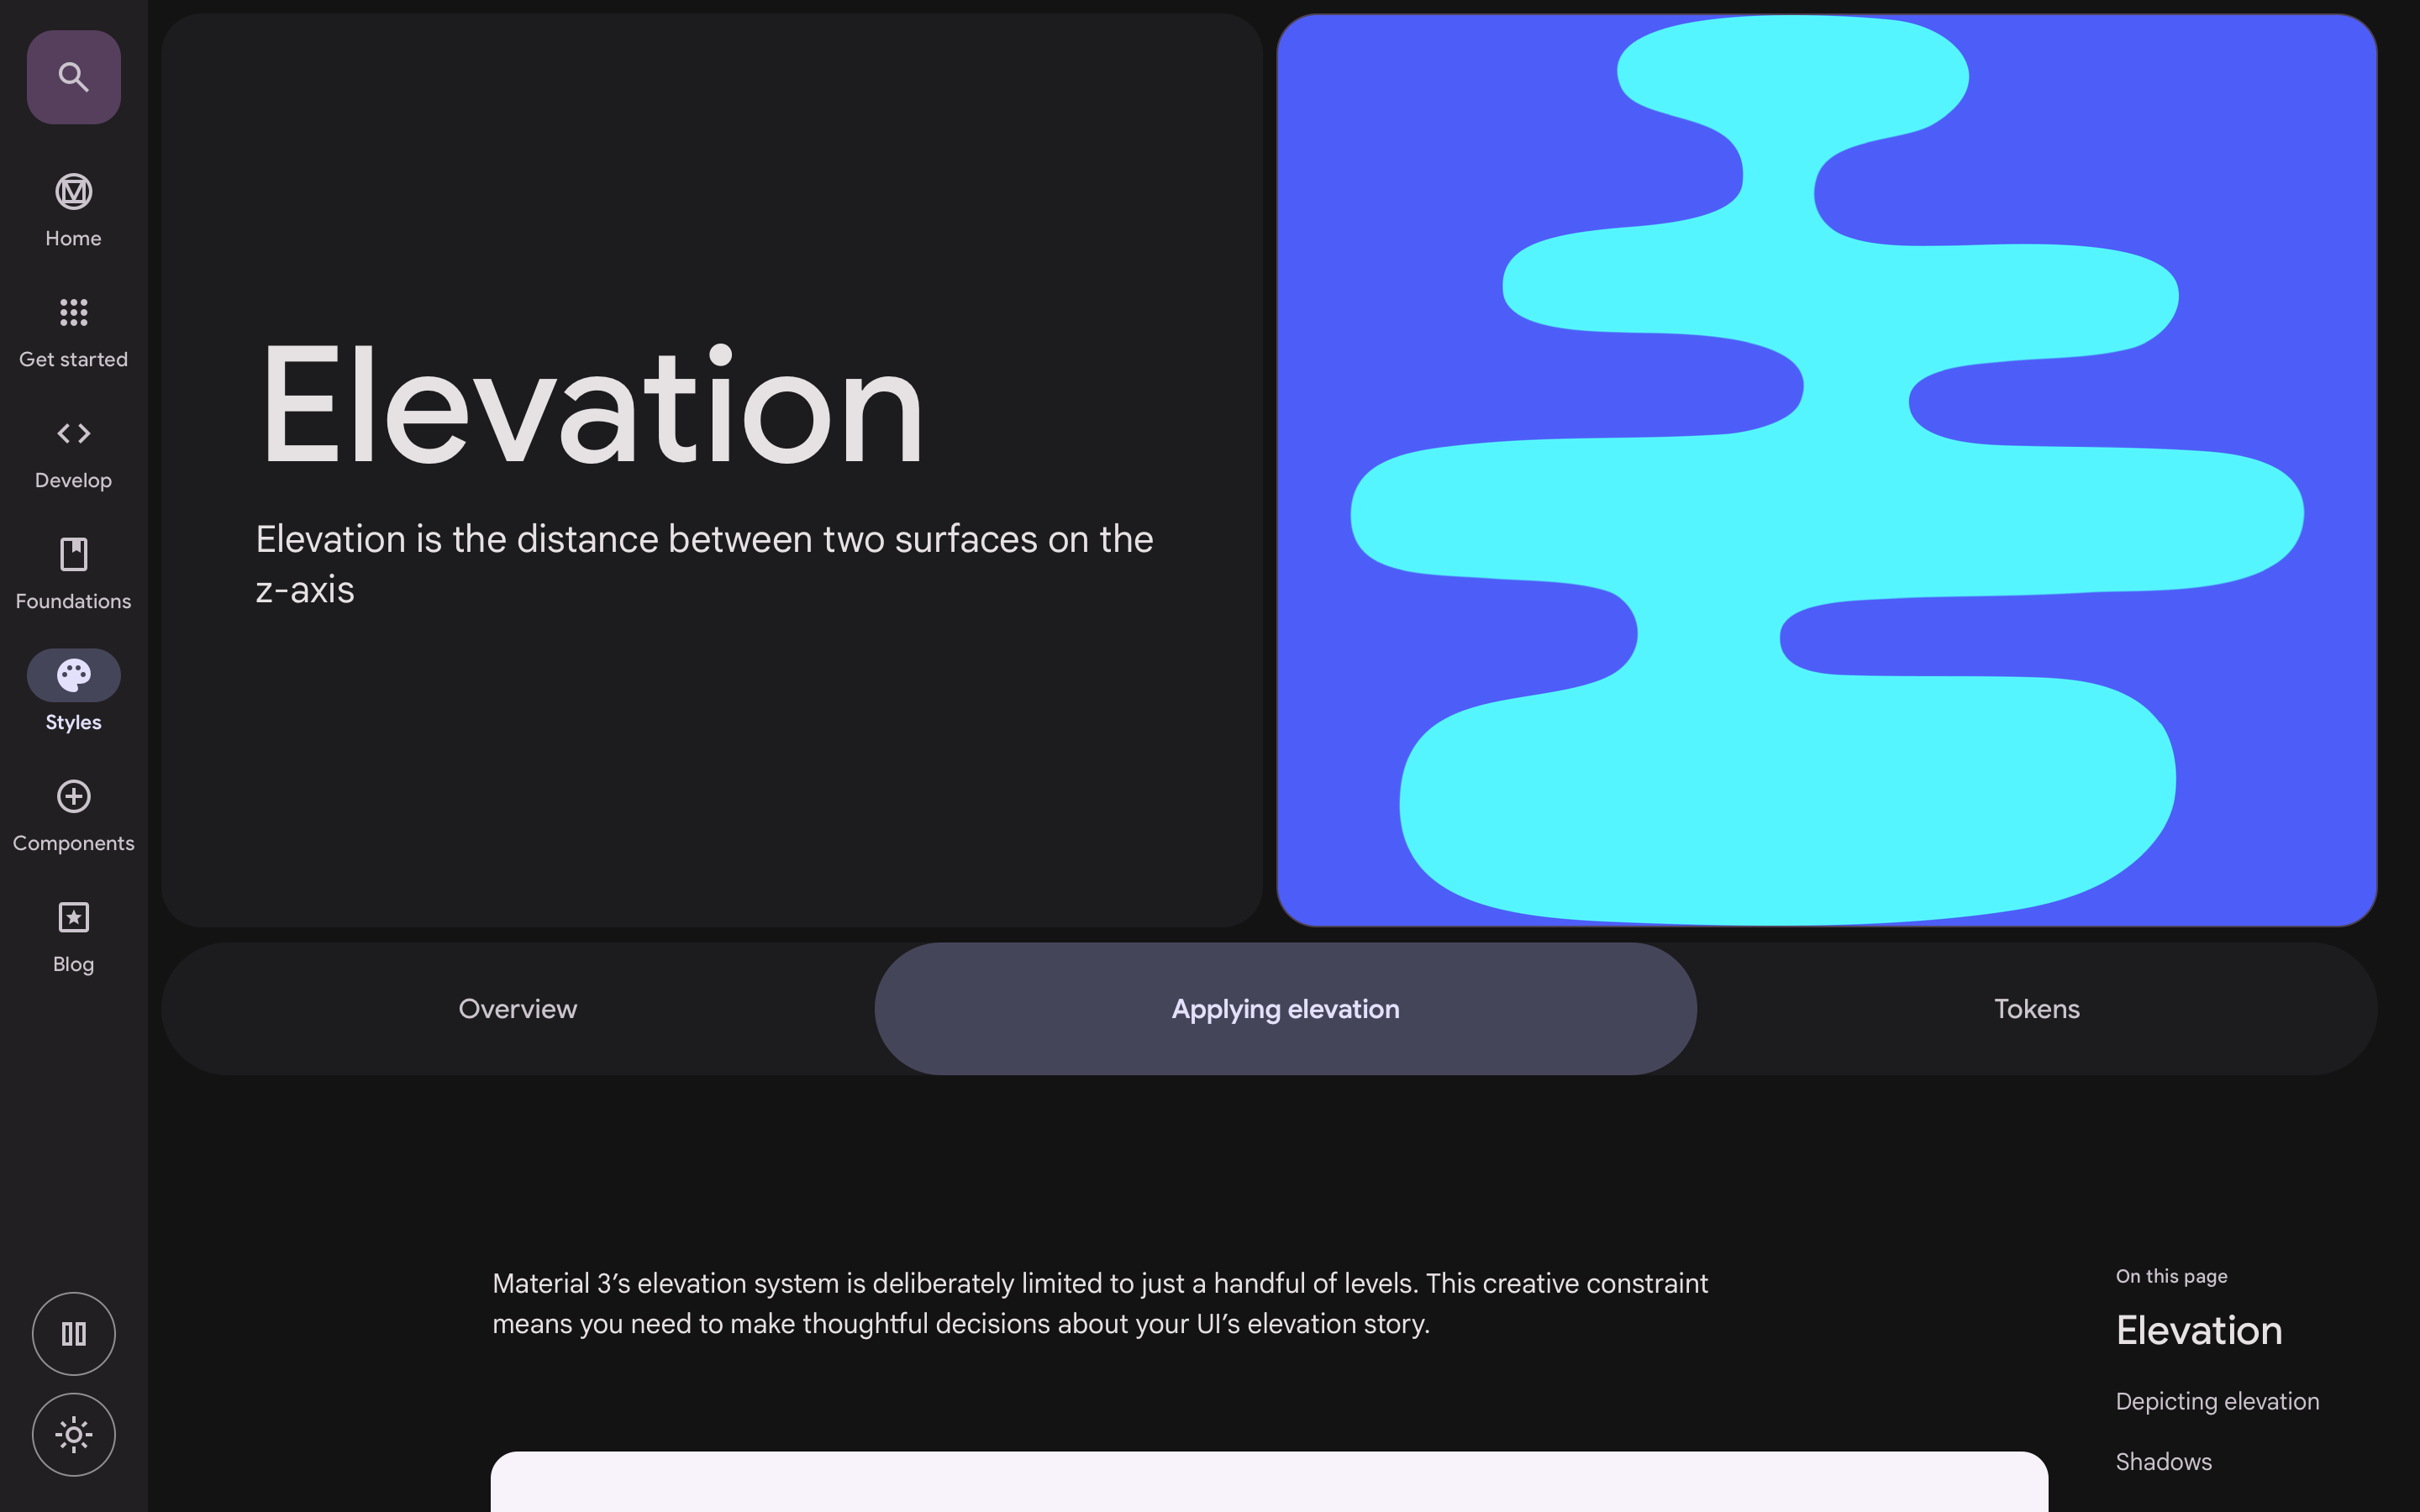 Home
Get started
Develop
Foundations
Styles
Components
Blog
Elevation
Elevation is the distance between two surfaces on the
z-axis
Overview
Applying elevation
Tokens
Material 3’s elevation system is deliberately limited to just a handful of levels. This creative constraint
means you need to make thoughtful decisions about your UI’s elevation story.
On this page
Elevation
Depicting elevation
Shadows